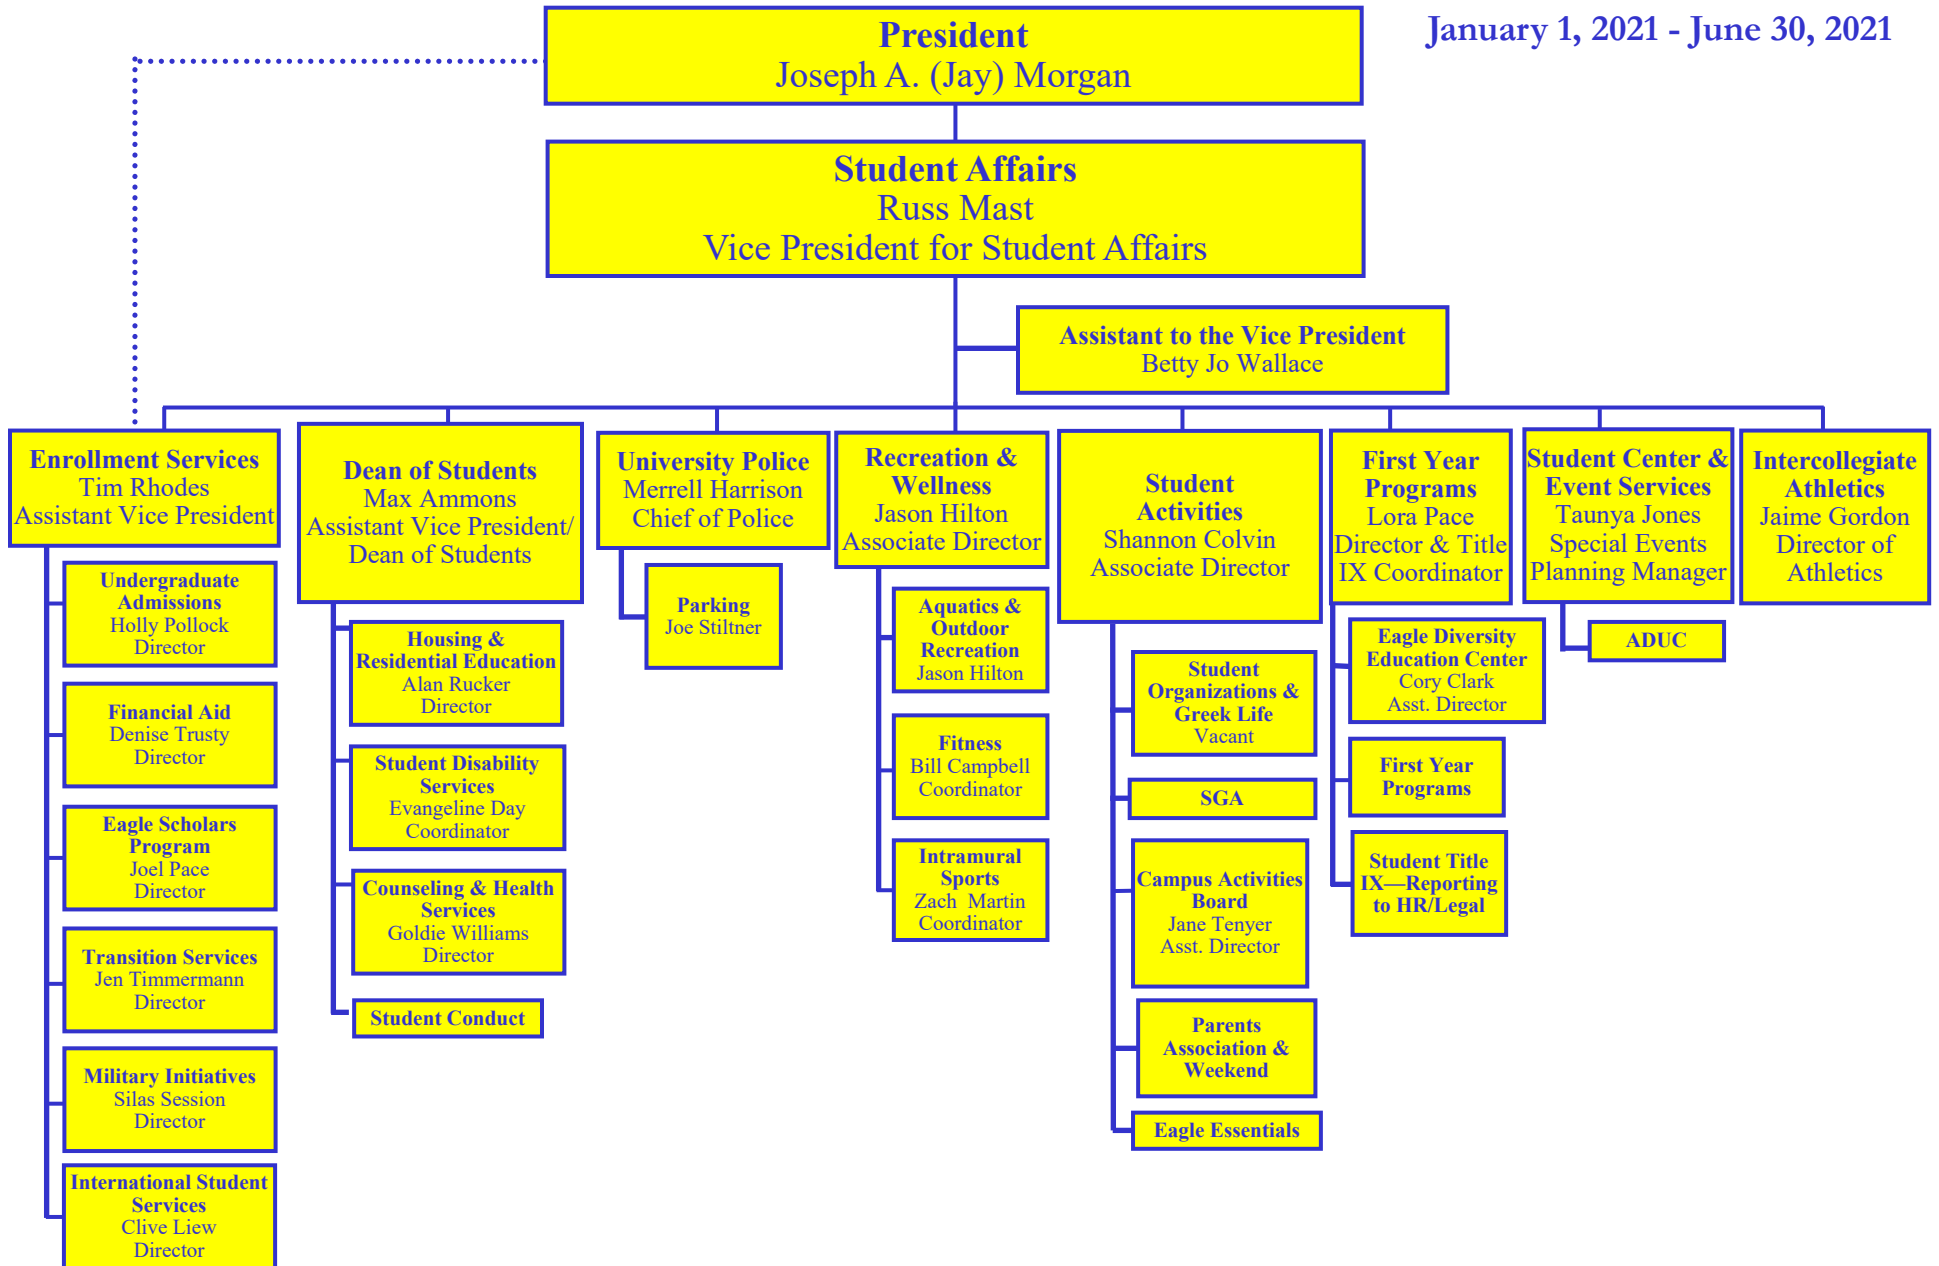 January 1, 2021 - June 30, 2021
President
Joseph A. (Jay) Morgan
Student Affairs
Russ Mast
Vice President for Student Affairs
Assistant to the Vice President
Betty Jo Wallace
Enrollment Services
Tim Rhodes
Assistant Vice President
Undergraduate
Admissions
Holly Pollock
Director
Financial Aid
Denise Trusty
Director
Eagle Scholars
Program
Joel Pace
Director
Transition Services
Jen Timmermann
Director
Military Initiatives
Silas Session
Director
International Student
Services
Clive Liew
Director
Dean of Students
Max Ammons
Assistant Vice President/
Dean of Students
Housing &
Residential Education
Alan Rucker
Director
Student Disability
Services
Evangeline Day
Coordinator
Counseling & Health
Services
Goldie Williams
Director
Student Conduct
University Police
Merrell Harrison
Chief of Police
Parking
Joe Stiltner
Recreation &
Wellness
Jason Hilton
Associate Director
Aquatics &
Outdoor
Recreation
Jason Hilton
Fitness
Bill Campbell
Coordinator
Intramural
Sports
Zach  Martin
Coordinator
Student
Activities
Shannon Colvin
Associate Director
Student
Organizations &
Greek Life
Vacant
SGA
Campus Activities
Board
Jane Tenyer
Asst. Director
Parents
Association &
Weekend
Eagle Essentials
First Year
Programs
Lora Pace
Director & Title
IX Coordinator
Eagle Diversity
Education Center
Cory Clark
Asst. Director
First Year
Programs
Student Title
IX—Reporting
to HR/Legal
Student Center &
Event Services
Taunya Jones
Special Events
Planning Manager
ADUC
Intercollegiate
Athletics
Jaime Gordon
Director of
Athletics